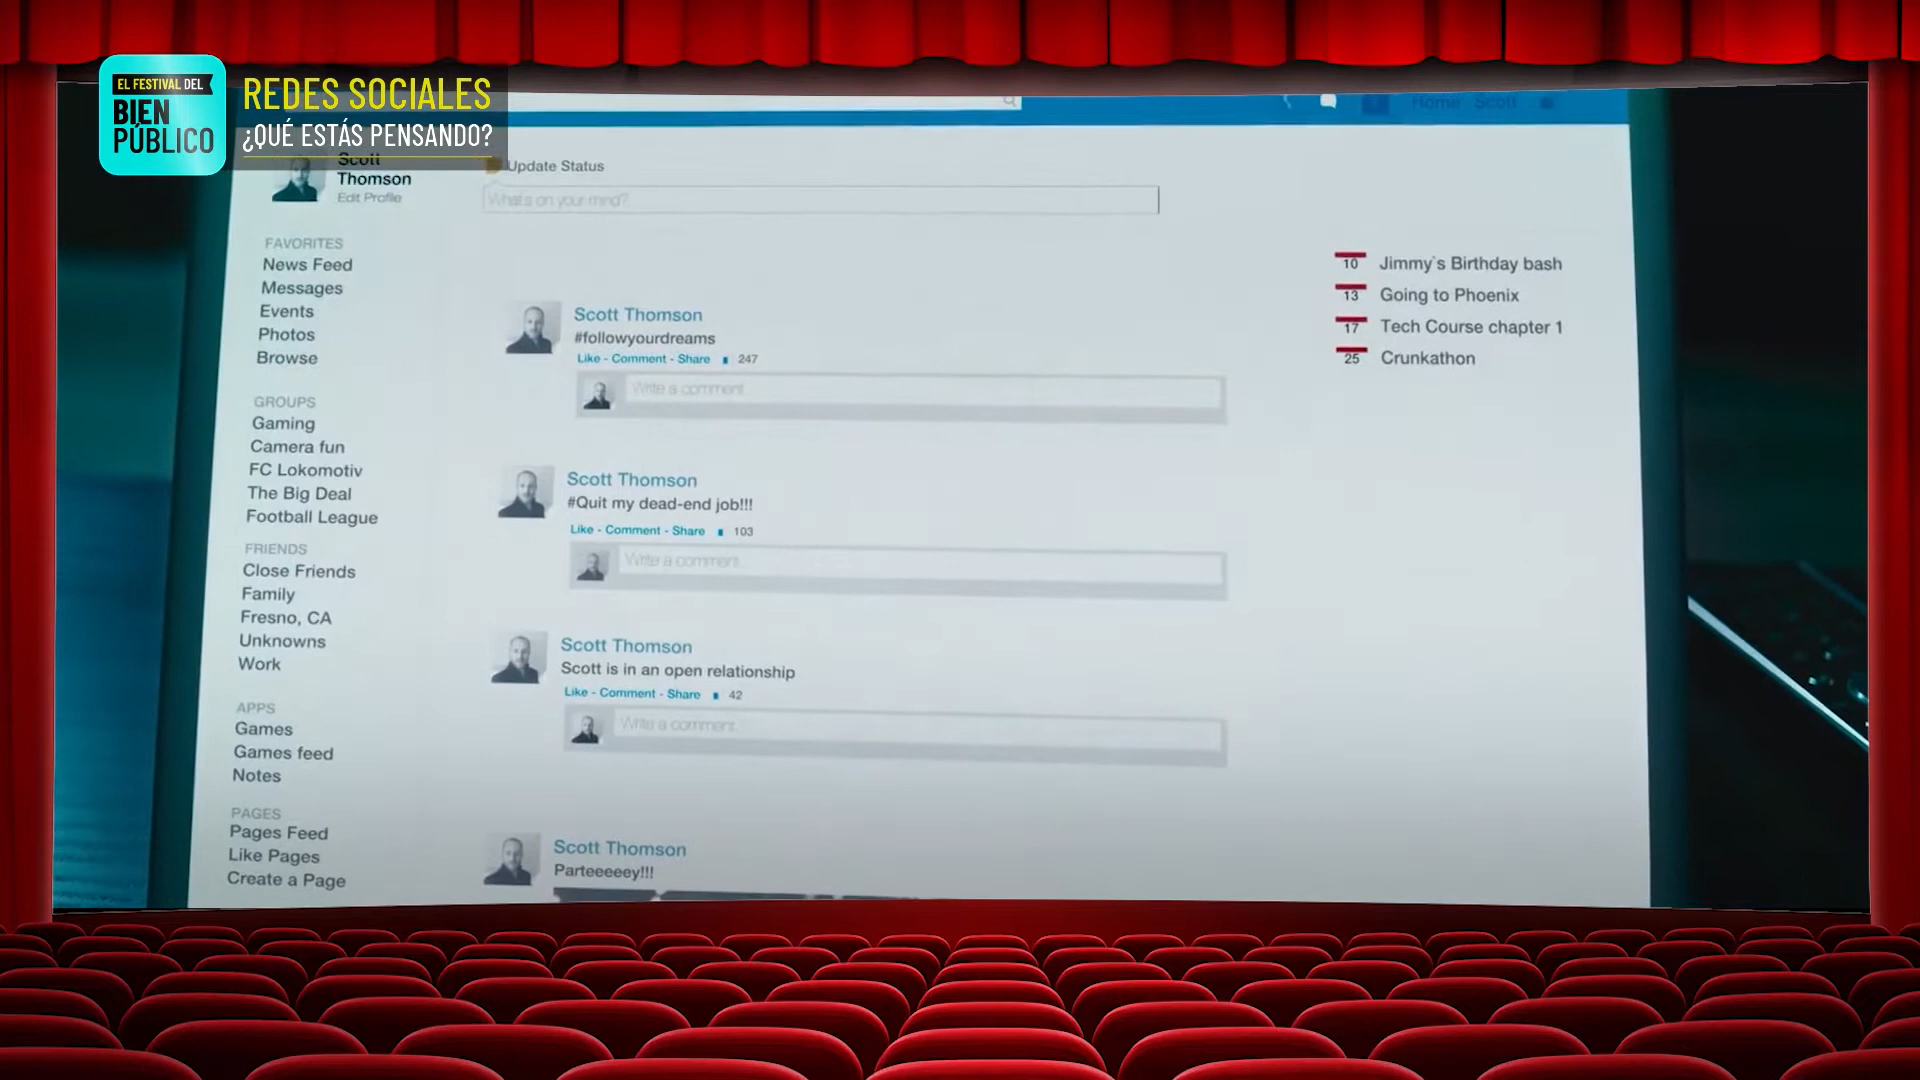 EL FESTIVAL DEL
BIEN
PÚBLICO
REDES SOCIALES
¿QUÉ ESTÁS PENSANDO?
Home Scott
Scott
Thomson
Edit Profile
Update Status
What's on your mind?
FAVORITES
News Feed
Messages
Events
Photos
Browse
GROUPS
Gaming
Camera fun
FC Lokomotiv
The Big Deal
Football League
FRIENDS
Close Friends
Family
Fresno, CA
Unknowns
Work
APPS
Games
Games feed
Notes
PAGES
Pages Feed
Like Pages
Create a Page
Scott Thomson
#followyourdreams
Like - Comment - Share 247
Write a comment
Scott Thomson
#Quit my dead-end job!!!
Like - Comment - Share 103
Write a comment...
Scott Thomson
Scott is in an open relationship
Like - Comment - Share 42
Write a comment...
Scott Thomson
Parteeeeey!!!
10 Jimmy`s Birthday bash
13 Going to Phoenix
17 Tech Course chapter 1
25 Crunkathon